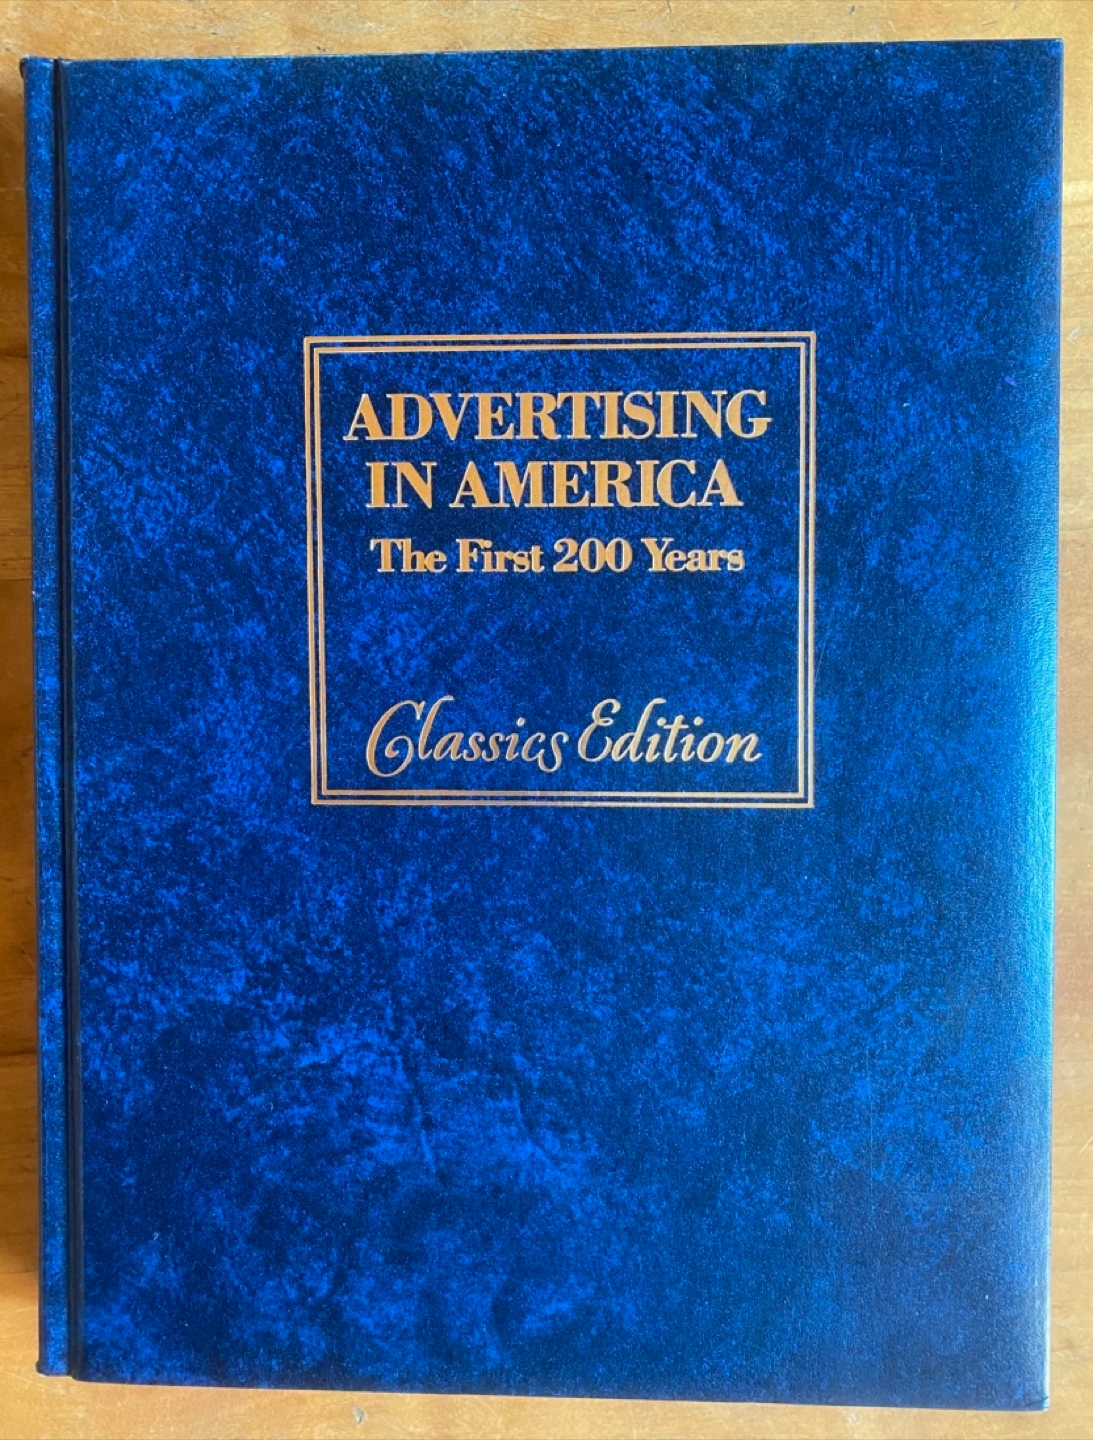 ADVERTISING
IN AMERICA
The First 200 Years
Classics Edition